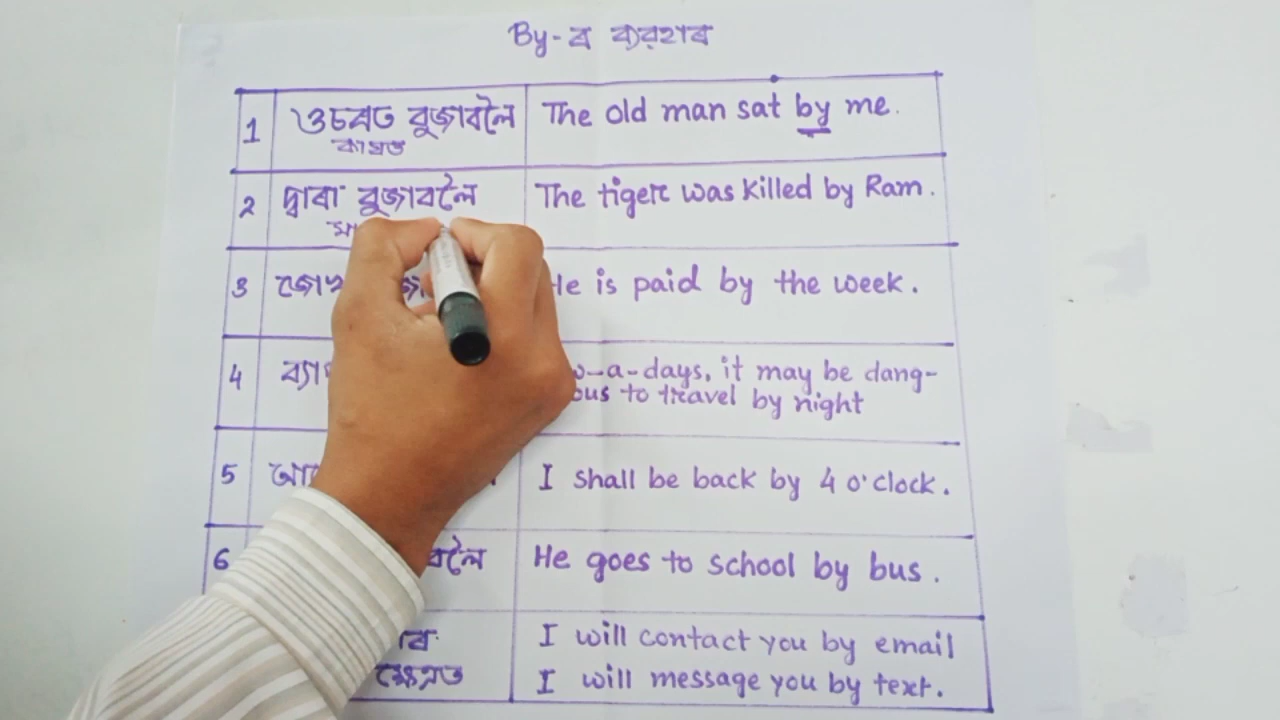 By-ৰ ব্যৱহাৰ
1 ওচৰত বুজাবলৈ The old man sat by me.
কাষত
2 দ্বাৰা বুজাবলৈ The tiger was killed by Ram.
3 He is paid by the week.
4 -a-days, it may be dang-
to travel by night
5 I shall be back by 4 o'clock.
6 He goes to school by bus.
I will contact you by email
ক্ষেত্ৰত I will message you by text.